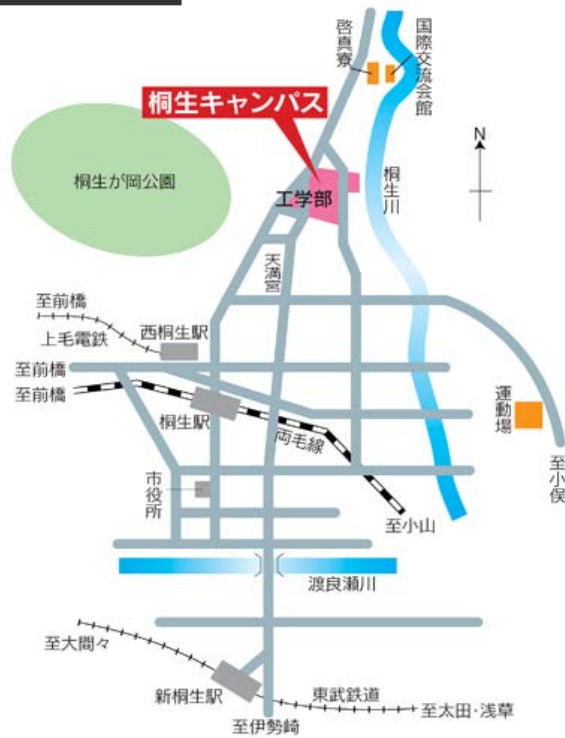 啓真寮
国際交流会館
桐生キャンパス
N
桐生が岡公園
工学部
桐生川
天満宮
至前橋
上毛電鉄
西桐生駅
至前橋
至前橋
桐生駅
両毛線
運動場
至小俣
市役所
至小山
渡良瀬川
至大間々
新桐生駅
東武鉄道
至太田・浅草
至伊勢崎